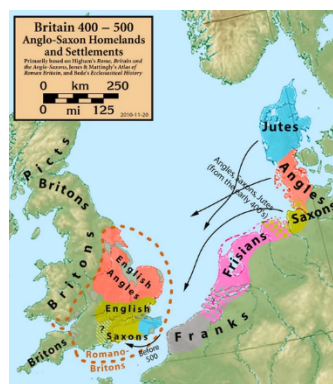 Britain 400 – 500
Anglo-Saxon Homelands
and Settlements
Primarily based on Higham's Rome, Britain and
the Anglo-Saxons, Jones & Mattingly's Atlas of
Roman Britain, and Bede's Ecclesiastical History
0 km 250
0 mi 125
2010-11-20
Jutes
Picts
Angles
Angles, Saxons, Jutes
(from the early 400's)
Britons
Saxons
Britons
English
Angles
Frisians
English
?
Saxons
Franks
Britons
Romano-
Britons
Before
500